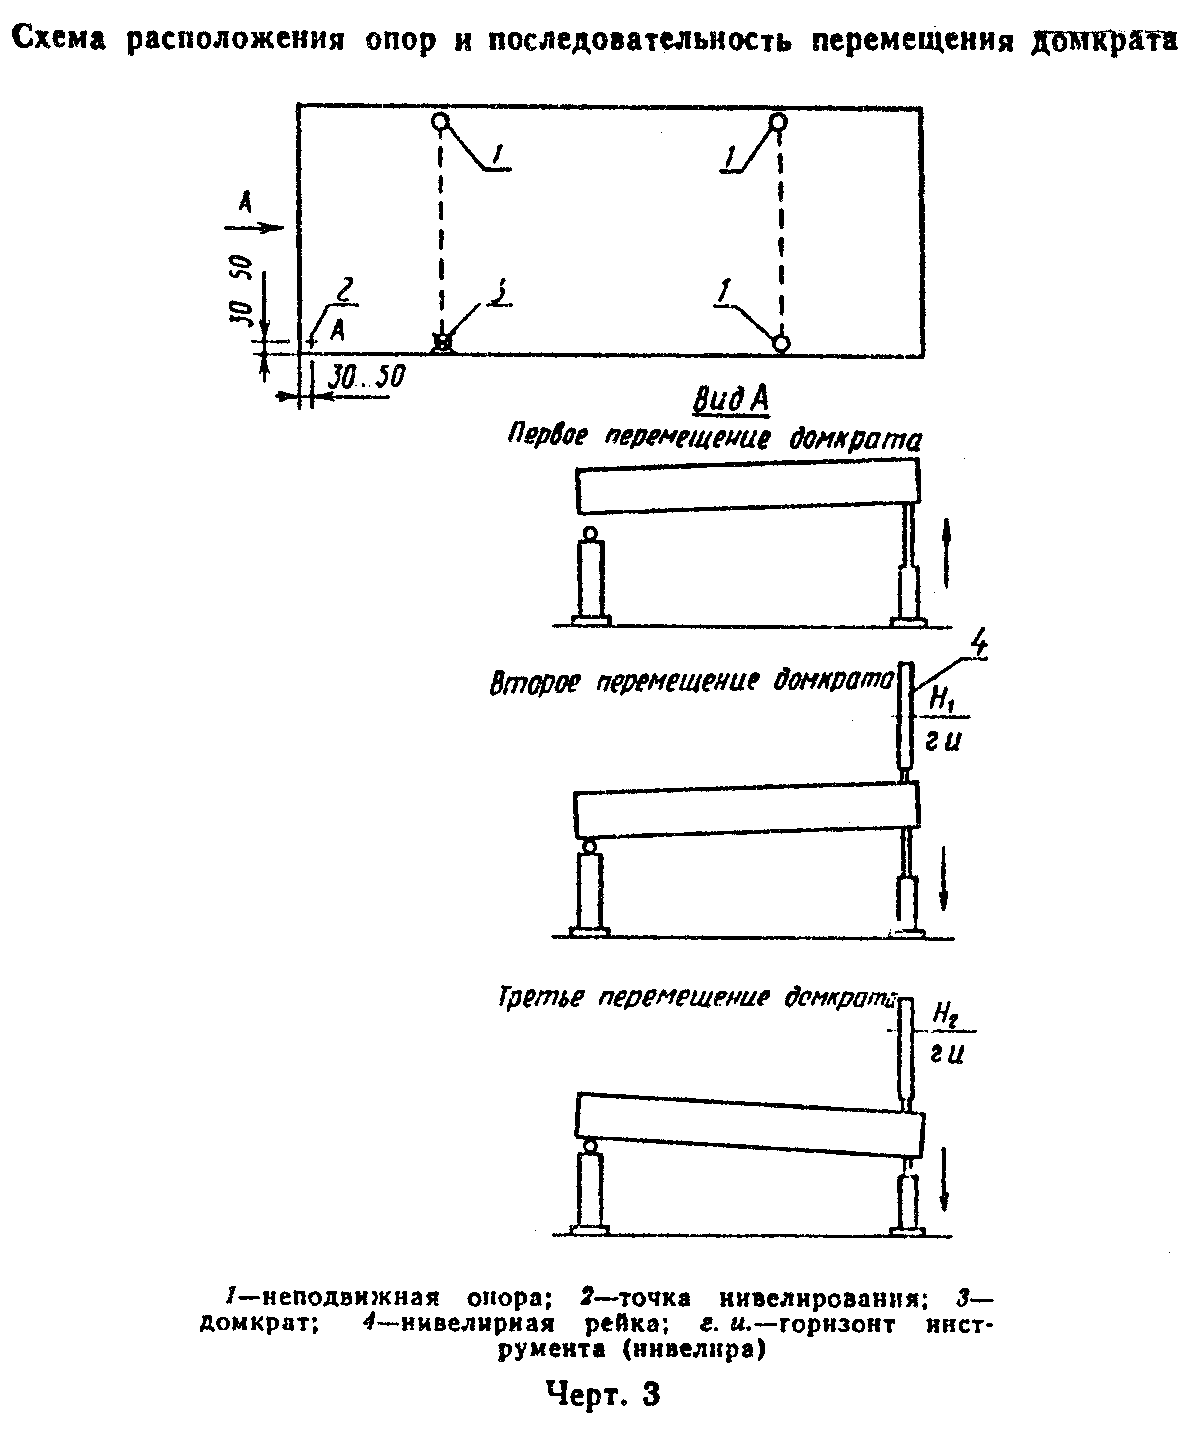 Схема расположения опор и последовательность перемещения домкрата
1
1
А
30 50
2
А
3
1
30..50
Вид А
Первое перемещение домкрата
4
Второе перемещение домкрата
Н₁
г и
Третье перемещение домкрата
Н₂
г и
1—неподвижная опора; 2—точка нивелирования; 3—
домкрат; 4—нивелирная рейка; г. и.—горизонт инст-
румента (нивелира)
Черт. 3